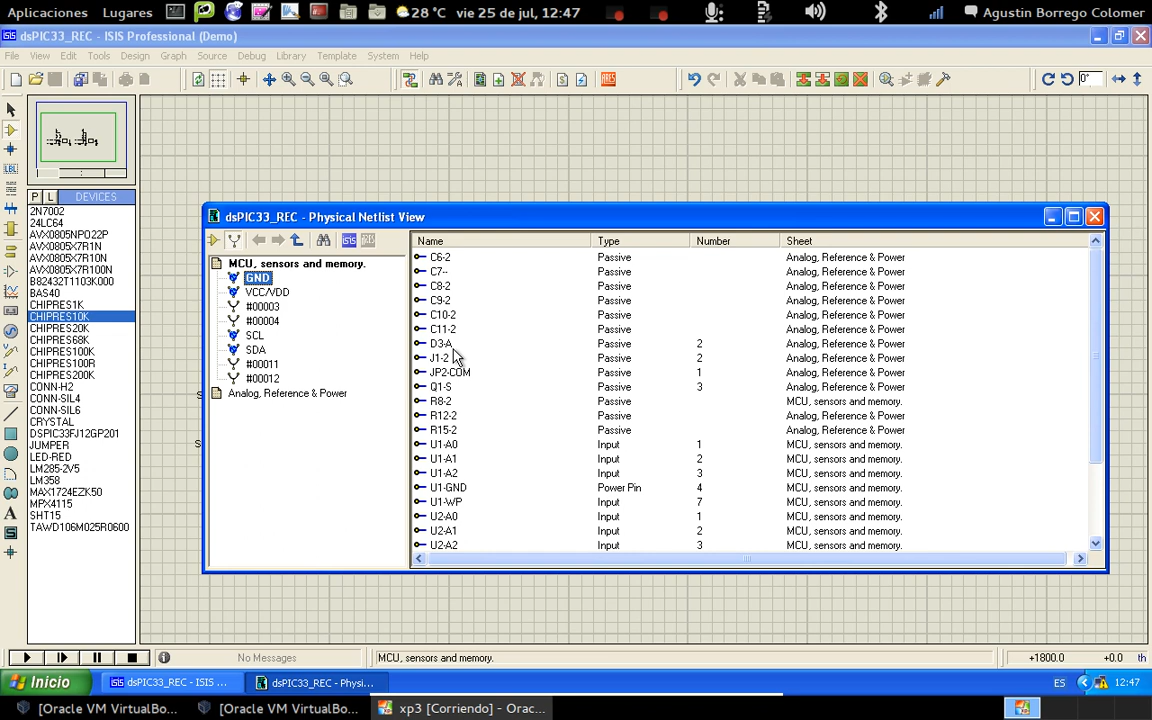 Aplicaciones Lugares 28 °C vie 25 de jul, 12:47 Agustin Borrego Colomer
dsPIC33_REC - ISIS Professional (Demo)
File View Edit Tools Design Graph Source Debug Library Template System Help
0°
P L DEVICES
2N7002
24LC64
AVX0805NPO22P
AVX0805X7R1N
AVX0805X7R10N
AVX0805X7R100N
B82432T1103K000
BAS40
CHIPRES1K
CHIPRES10K
CHIPRES20K
CHIPRES68K
CHIPRES100K
CHIPRES100R
CHIPRES200K
CONN-H2
CONN-SIL4
CONN-SIL6
CRYSTAL
DSPIC33FJ12GP201
JUMPER
LED-RED
LM285-2V5
LM358
MAX1724EZK50
MPX4115
SHT15
TAWD106M025R0600
dsPIC33_REC - Physical Netlist View
MCU, sensors and memory.
GND
VCC/VDD
#00003
#00004
SCL
SDA
#00011
#00012
Analog, Reference & Power
Name Type Number Sheet
C6-2 Passive Analog, Reference & Power
C7-- Passive Analog, Reference & Power
C8-2 Passive Analog, Reference & Power
C9-2 Passive Analog, Reference & Power
C10-2 Passive Analog, Reference & Power
C11-2 Passive Analog, Reference & Power
D3-A Passive 2 Analog, Reference & Power
J1-2 Passive 2 Analog, Reference & Power
JP2-COM Passive 1 Analog, Reference & Power
Q1-S Passive 3 Analog, Reference & Power
R8-2 Passive MCU, sensors and memory.
R12-2 Passive Analog, Reference & Power
R15-2 Passive Analog, Reference & Power
U1-A0 Input 1 MCU, sensors and memory.
U1-A1 Input 2 MCU, sensors and memory.
U1-A2 Input 3 MCU, sensors and memory.
U1-GND Power Pin 4 MCU, sensors and memory.
U1-WP Input 7 MCU, sensors and memory.
U2-A0 Input 1 MCU, sensors and memory.
U2-A1 Input 2 MCU, sensors and memory.
U2-A2 Input 3 MCU, sensors and memory.
No Messages MCU, sensors and memory. +1800.0 +0.0 th
Inicio dsPIC33_REC - ISIS ... dsPIC33_REC - Physi... ES 12:47
[Oracle VM VirtualBo... [Oracle VM VirtualBo... xp3 [Corriendo] - Orac...